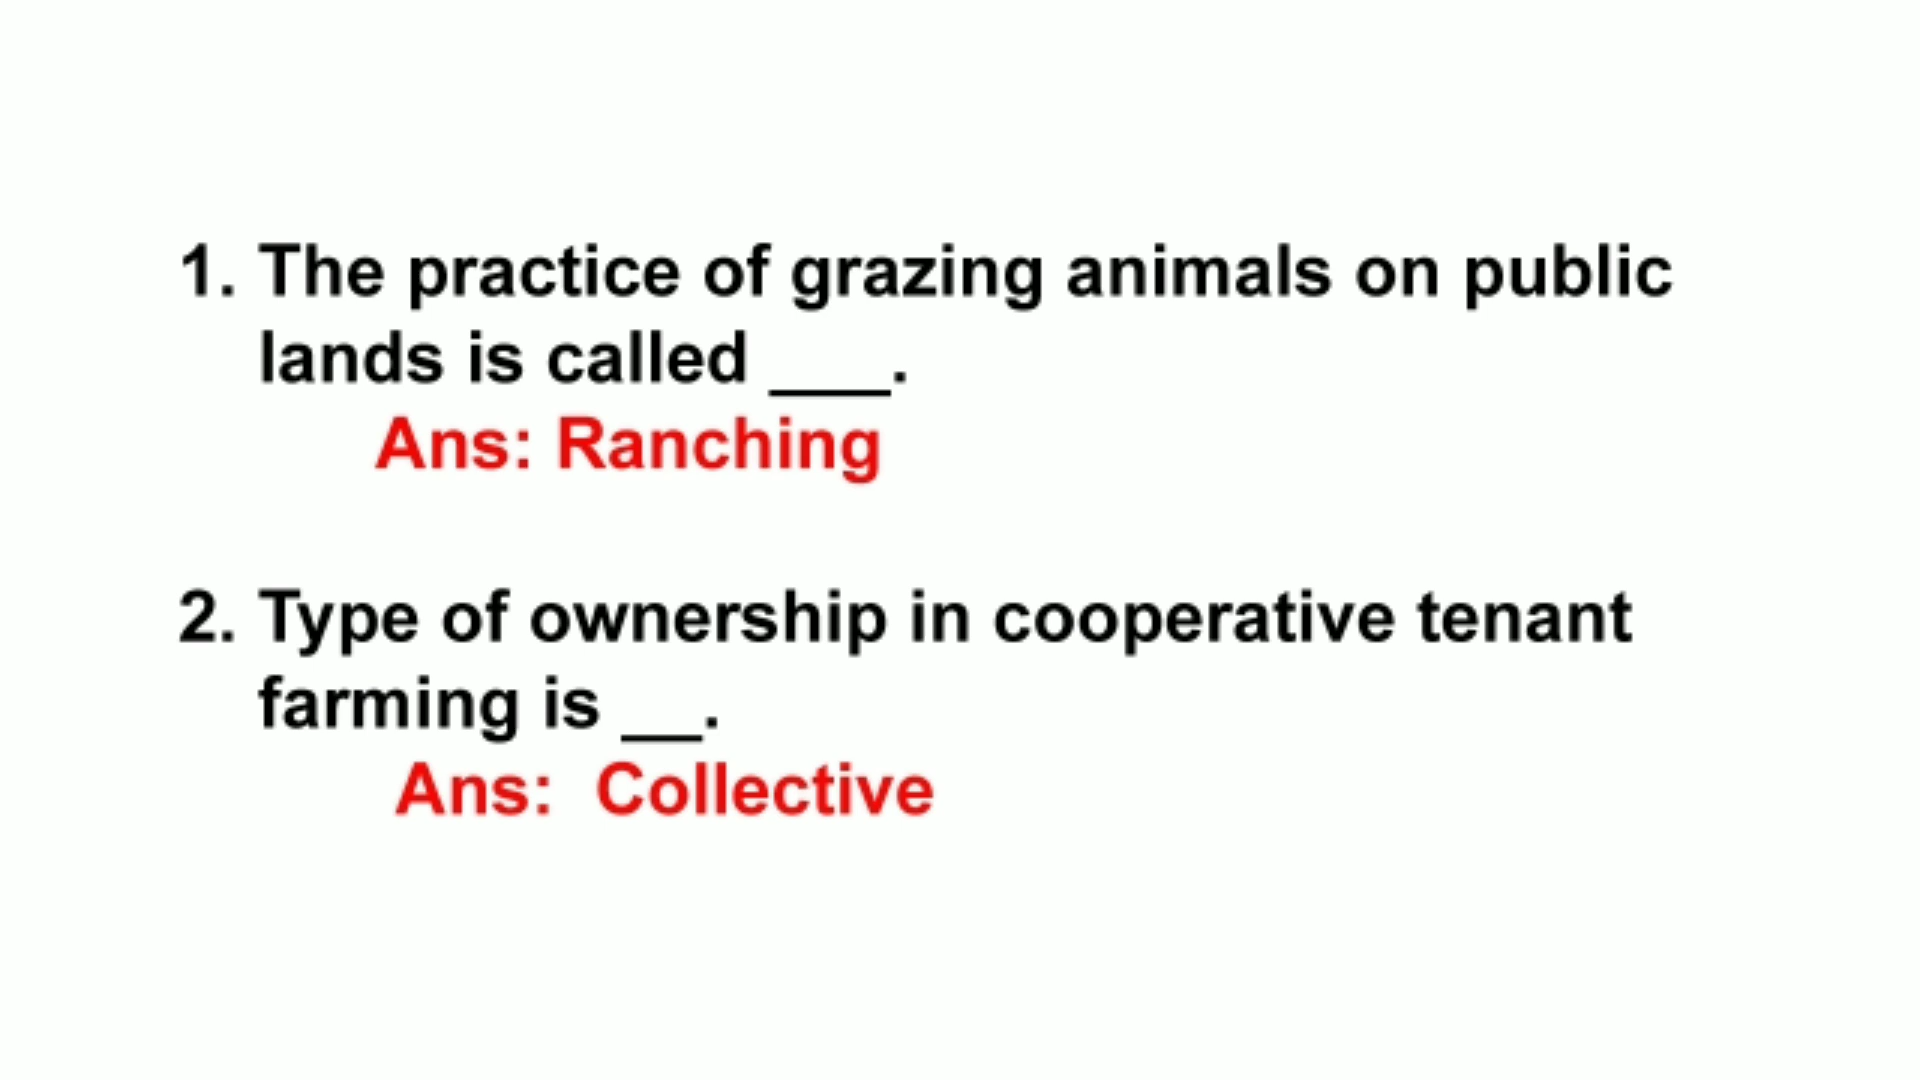 1. The practice of grazing animals on public
lands is called ___.
Ans: Ranching
2. Type of ownership in cooperative tenant
farming is __.
Ans: Collective